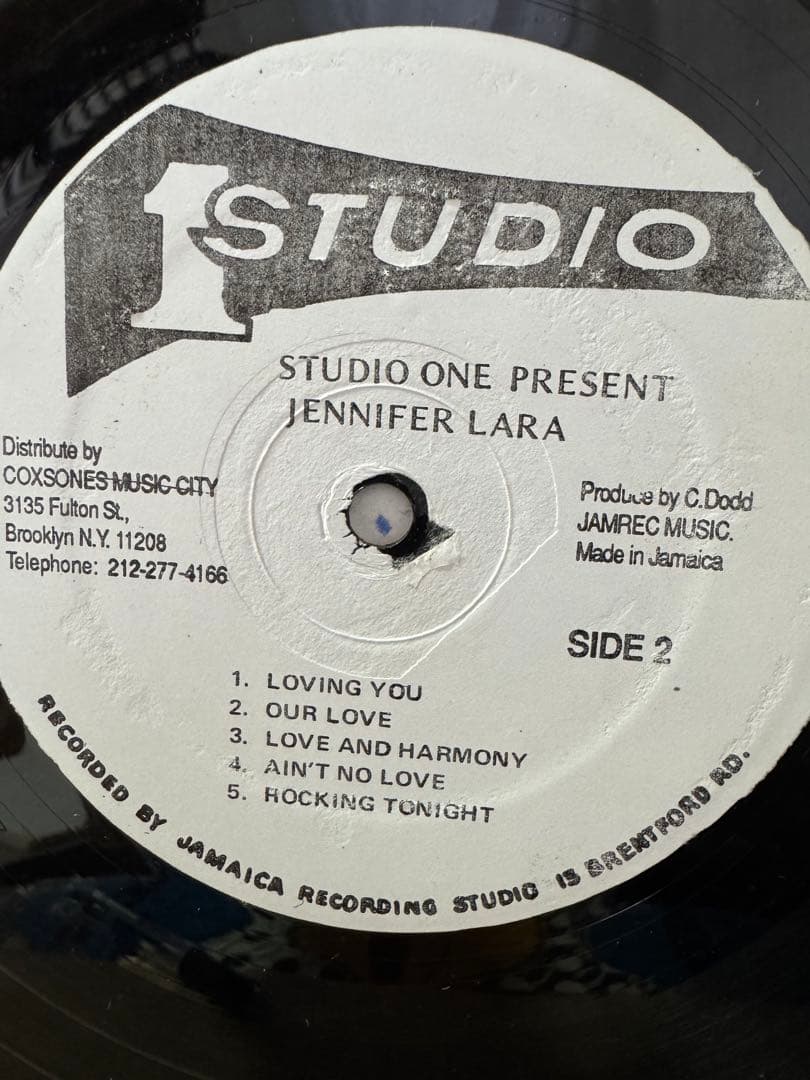 1 STUDIO
STUDIO ONE PRESENT
JENNIFER LARA
Distribute by
COXSONES MUSIC CITY
3135 Fulton St.,
Brooklyn N.Y. 11208
Telephone: 212-277-4166
Produce by C.Dodd
JAMREC MUSIC.
Made in Jamaica
SIDE 2
1. LOVING YOU
2. OUR LOVE
3. LOVE AND HARMONY
4. AIN'T NO LOVE
5. ROCKING TONIGHT
RECORDED BY JAMAICA RECORDING STUDIO 13 BRENTFORD RD.